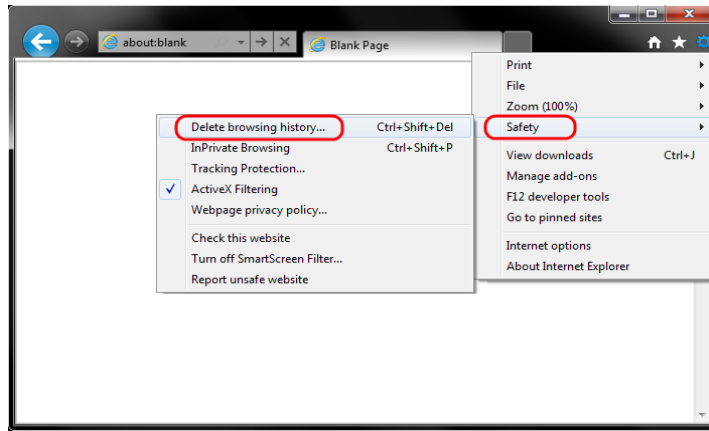 about:blank
Blank Page
Print
File
Zoom (100%)
Safety
View downloads Ctrl+J
Manage add-ons
F12 developer tools
Go to pinned sites
Internet options
About Internet Explorer
Delete browsing history... Ctrl+Shift+Del
InPrivate Browsing Ctrl+Shift+P
Tracking Protection...
ActiveX Filtering
Webpage privacy policy...
Check this website
Turn off SmartScreen Filter...
Report unsafe website